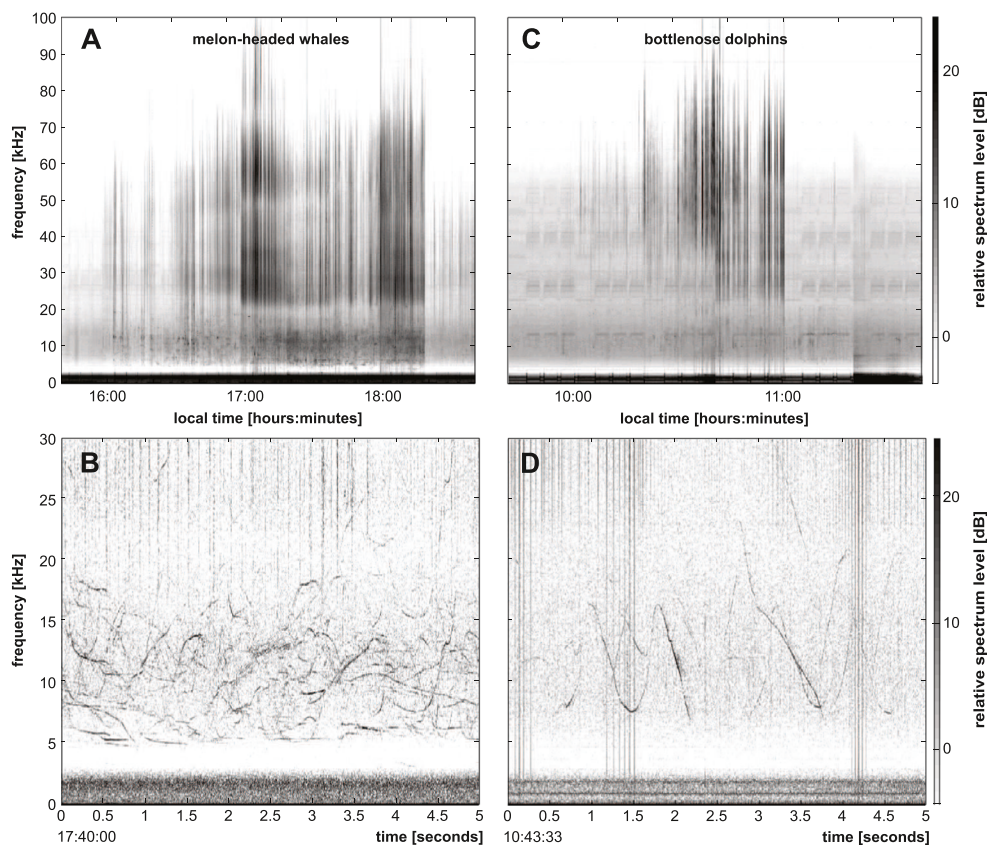 A
melon-headed whales
100
90
80
70
60
50
40
30
20
10
0
frequency [kHz]
16:00
17:00
18:00
local time [hours:minutes]
C
bottlenose dolphins
10:00
11:00
local time [hours:minutes]
20
10
0
relative spectrum level [dB]
B
30
25
20
15
10
5
0
frequency [kHz]
0 0.5 1 1.5 2 2.5 3 3.5 4 4.5 5
17:40:00
time [seconds]
D
0 0.5 1 1.5 2 2.5 3 3.5 4 4.5 5
10:43:33
time [seconds]
20
10
0
relative spectrum level [dB]